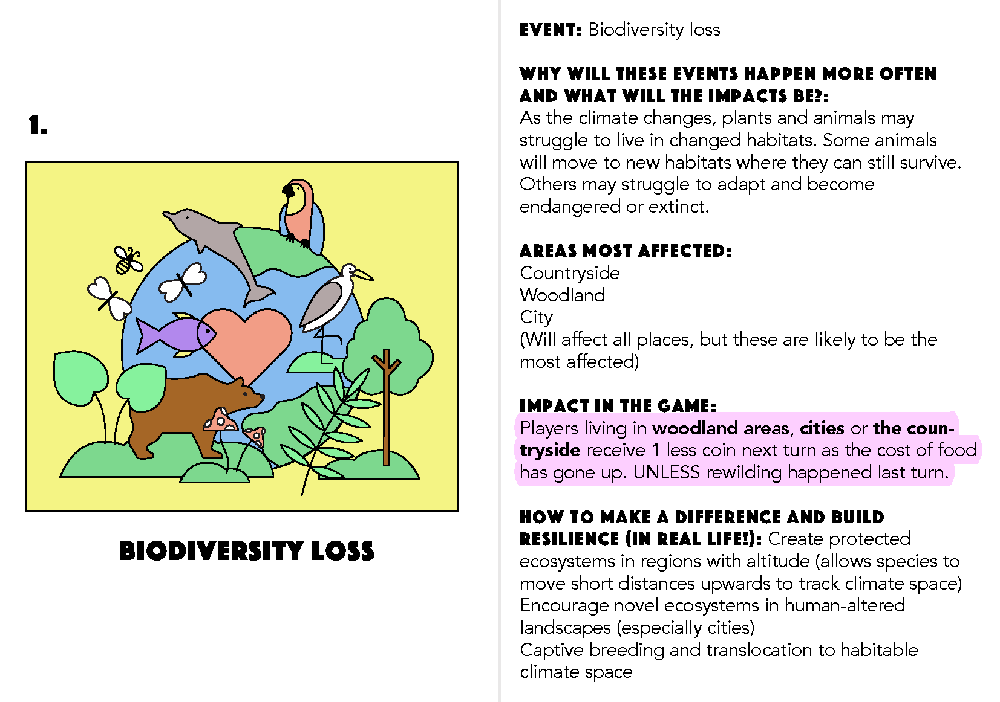 1.
BIODIVERSITY LOSS
EVENT: Biodiversity loss
WHY WILL THESE EVENTS HAPPEN MORE OFTEN
AND WHAT WILL THE IMPACTS BE?:
As the climate changes, plants and animals may
struggle to live in changed habitats. Some animals
will move to new habitats where they can still survive.
Others may struggle to adapt and become
endangered or extinct.
AREAS MOST AFFECTED:
Countryside
Woodland
City
(Will affect all places, but these are likely to be the
most affected)
IMPACT IN THE GAME:
Players living in woodland areas, cities or the coun-
tryside receive 1 less coin next turn as the cost of food
has gone up. UNLESS rewilding happened last turn.
HOW TO MAKE A DIFFERENCE AND BUILD
RESILIENCE (IN REAL LIFE!): Create protected
ecosystems in regions with altitude (allows species to
move short distances upwards to track climate space)
Encourage novel ecosystems in human-altered
landscapes (especially cities)
Captive breeding and translocation to habitable
climate space